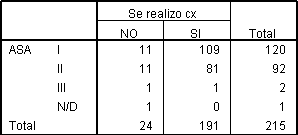 Se realizo cx
NO SI Total
ASA I 11 109 120
II 11 81 92
III 1 1 2
N/D 1 0 1
Total 24 191 215